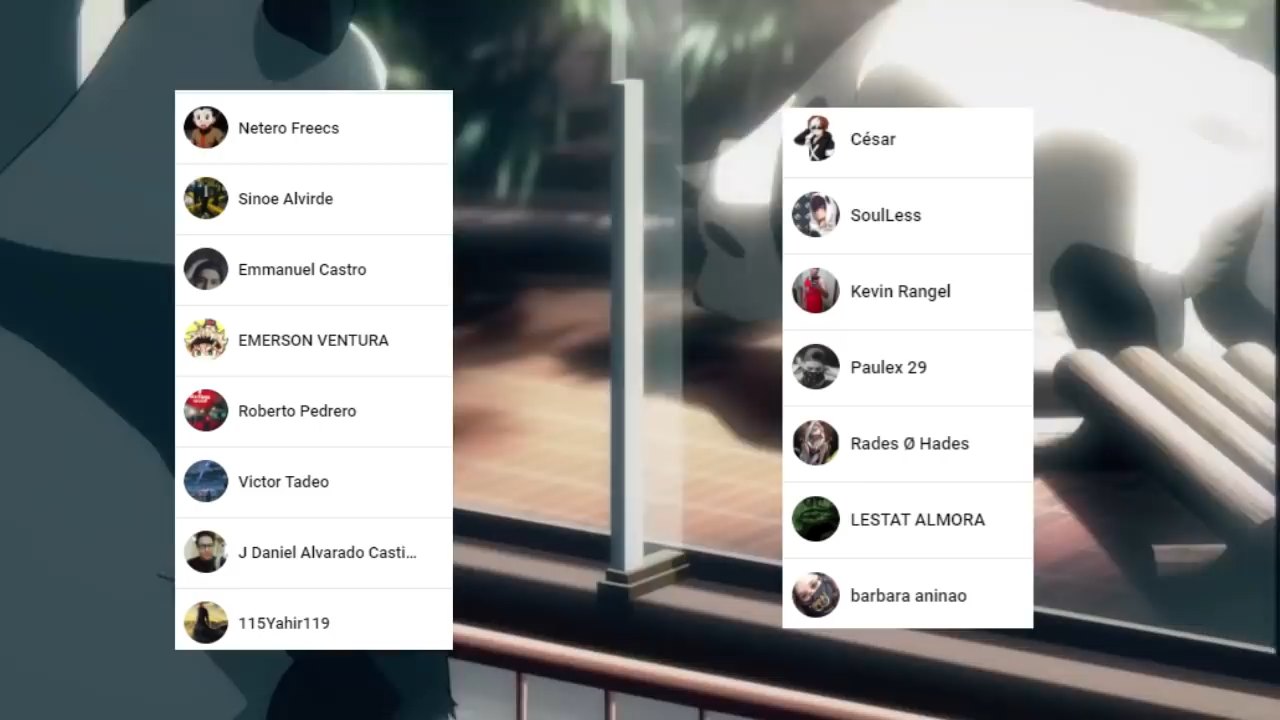 Netero Freecs
Sinoe Alvirde
Emmanuel Castro
EMERSON VENTURA
Roberto Pedrero
Victor Tadeo
J Daniel Alvarado Casti...
115Yahir119
César
SoulLess
Kevin Rangel
Paulex 29
Rades Ø Hades
LESTAT ALMORA
barbara aninao